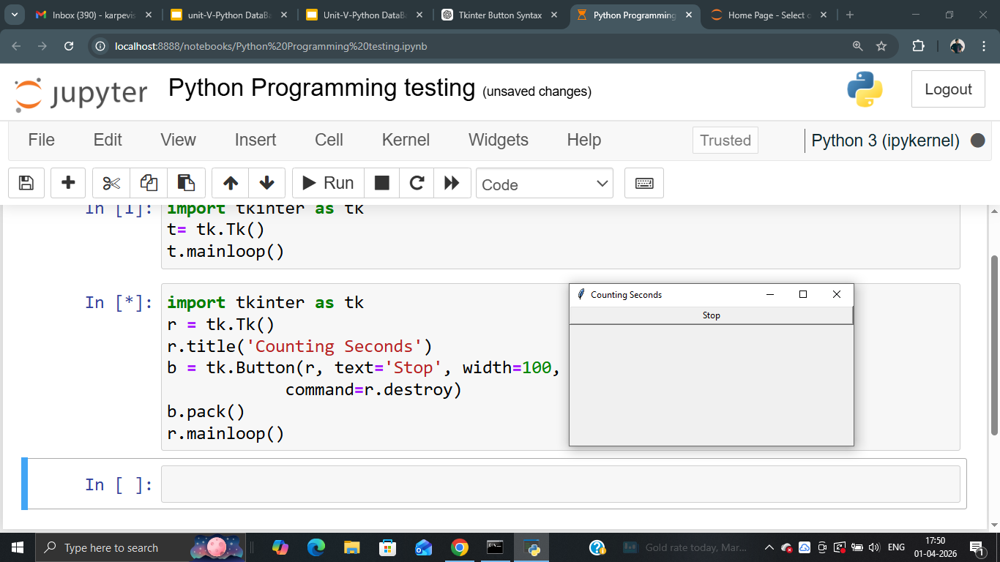 Inbox (390) - karpevis
unit-V-Python DataBa
Unit-V-Python DataBa
Tkinter Button Syntax
Python Programming
Home Page - Select o
localhost:8888/notebooks/Python%20Programming%20testing.ipynb
jupyter Python Programming testing (unsaved changes)
Logout
File Edit View Insert Cell Kernel Widgets Help
Trusted
Python 3 (ipykernel)
Run
Code
In [1]: import tkinter as tk
t= tk.Tk()
t.mainloop()
In [*]: import tkinter as tk
r = tk.Tk()
r.title('Counting Seconds')
b = tk.Button(r, text='Stop', width=100,
command=r.destroy)
b.pack()
r.mainloop()
Counting Seconds
Stop
In [ ]:
Type here to search
Gold rate today, Mar...
ENG
17:50
01-04-2026
1